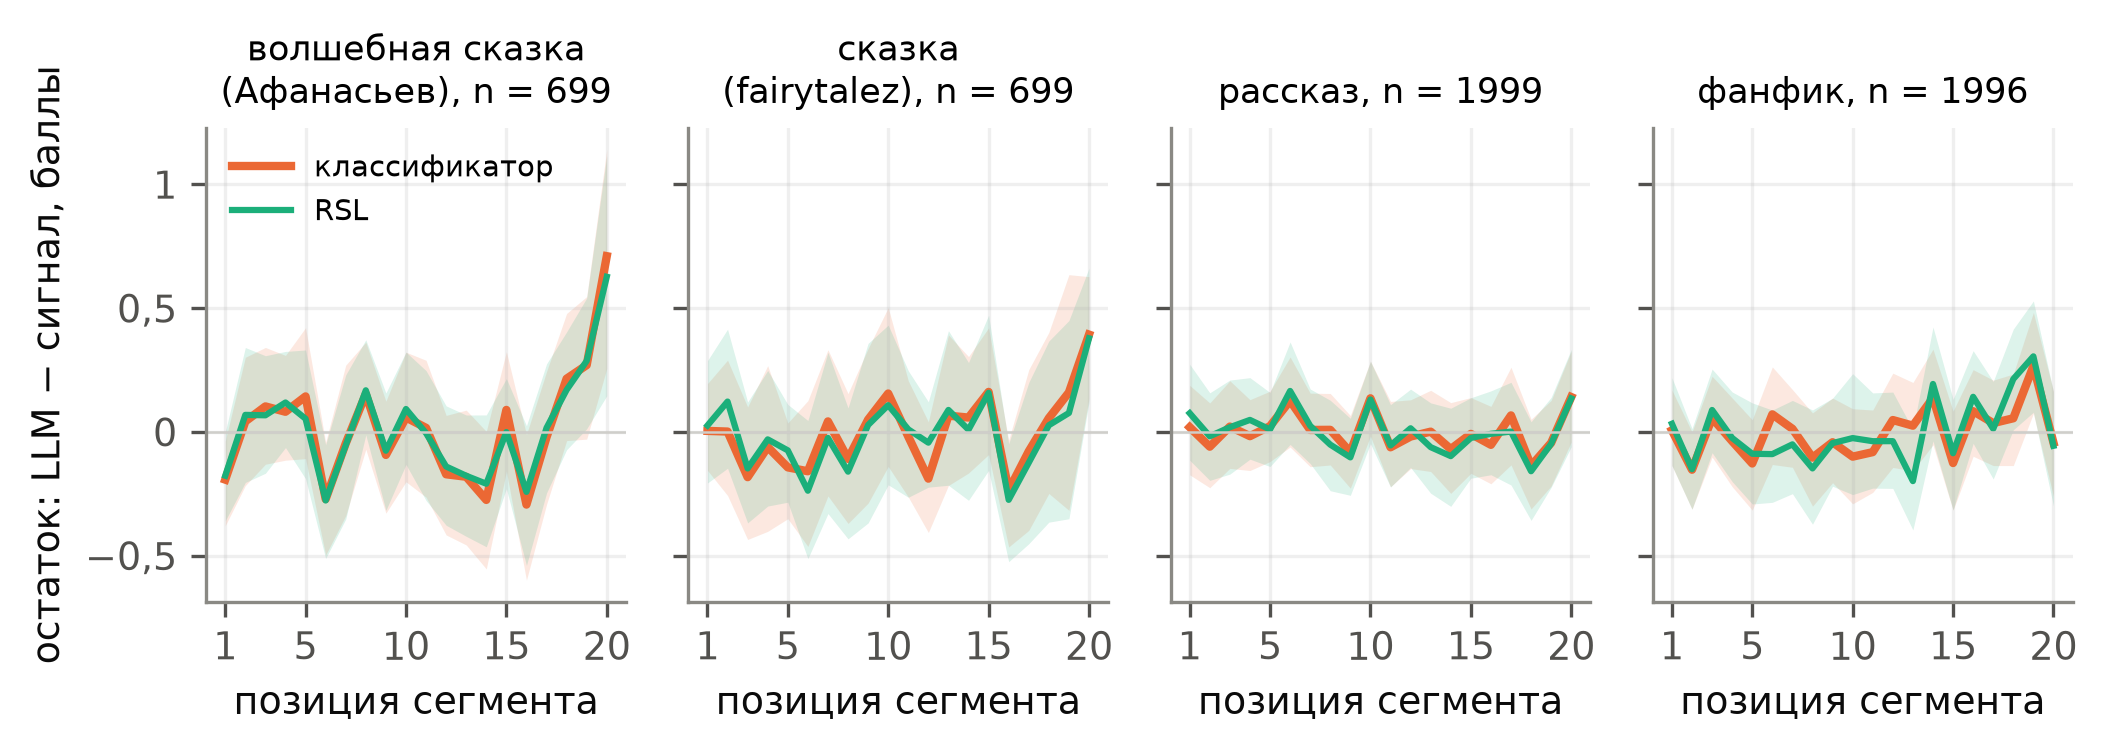 волшебная сказка
(Афанасьев), n = 699
сказка
(fairytalez), n = 699
рассказ, n = 1999
фанфик, n = 1996
остаток: LLM − сигнал, баллы
классификатор
RSL
1
0,5
0
−0,5
1 5 10 15 20
1 5 10 15 20
1 5 10 15 20
1 5 10 15 20
позиция сегмента
позиция сегмента
позиция сегмента
позиция сегмента